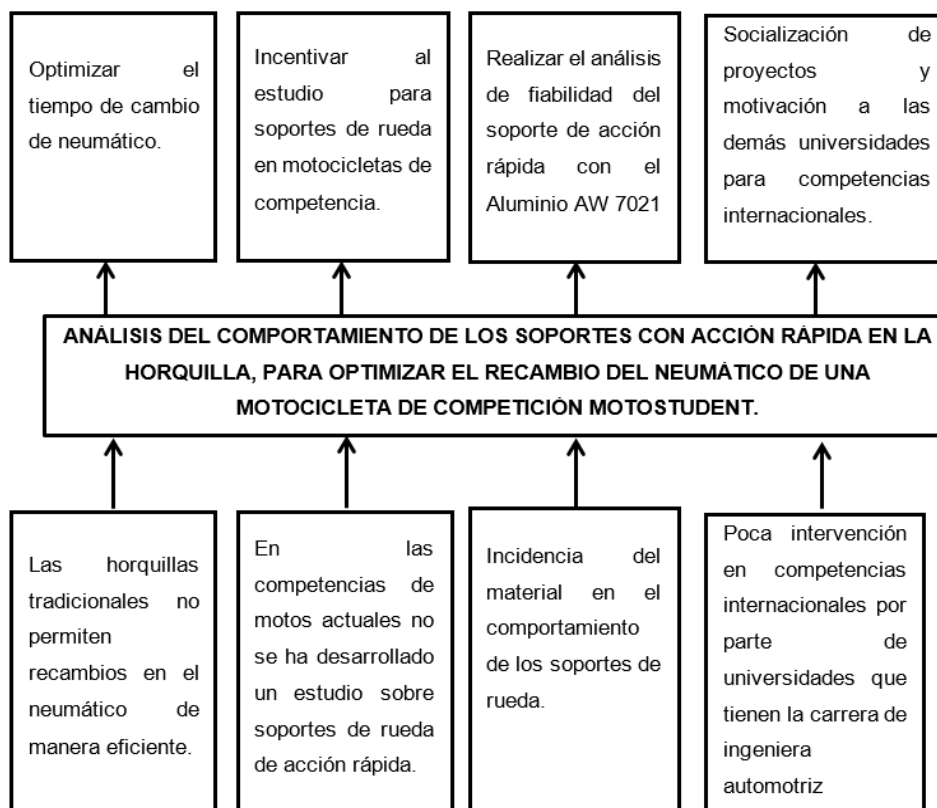 Optimizar el
tiempo de cambio
de neumático.
Incentivar al
estudio para
soportes de rueda
en motocicletas de
competencia.
Realizar el análisis
de fiabilidad del
soporte de acción
rápida con el
Aluminio AW 7021
Socialización de
proyectos y
motivación a las
demás universidades
para competencias
internacionales.
ANÁLISIS DEL COMPORTAMIENTO DE LOS SOPORTES CON ACCIÓN RÁPIDA EN LA
HORQUILLA, PARA OPTIMIZAR EL RECAMBIO DEL NEUMÁTICO DE UNA
MOTOCICLETA DE COMPETICIÓN MOTOSTUDENT.
Las horquillas
tradicionales no
permiten
recambios en el
neumático de
manera eficiente.
En las
competencias de
motos actuales no
se ha desarrollado
un estudio sobre
soportes de rueda
de acción rápida.
Incidencia del
material en el
comportamiento
de los soportes de
rueda.
Poca intervención
en competencias
internacionales por
parte de
universidades que
tienen la carrera de
ingeniera
automotriz